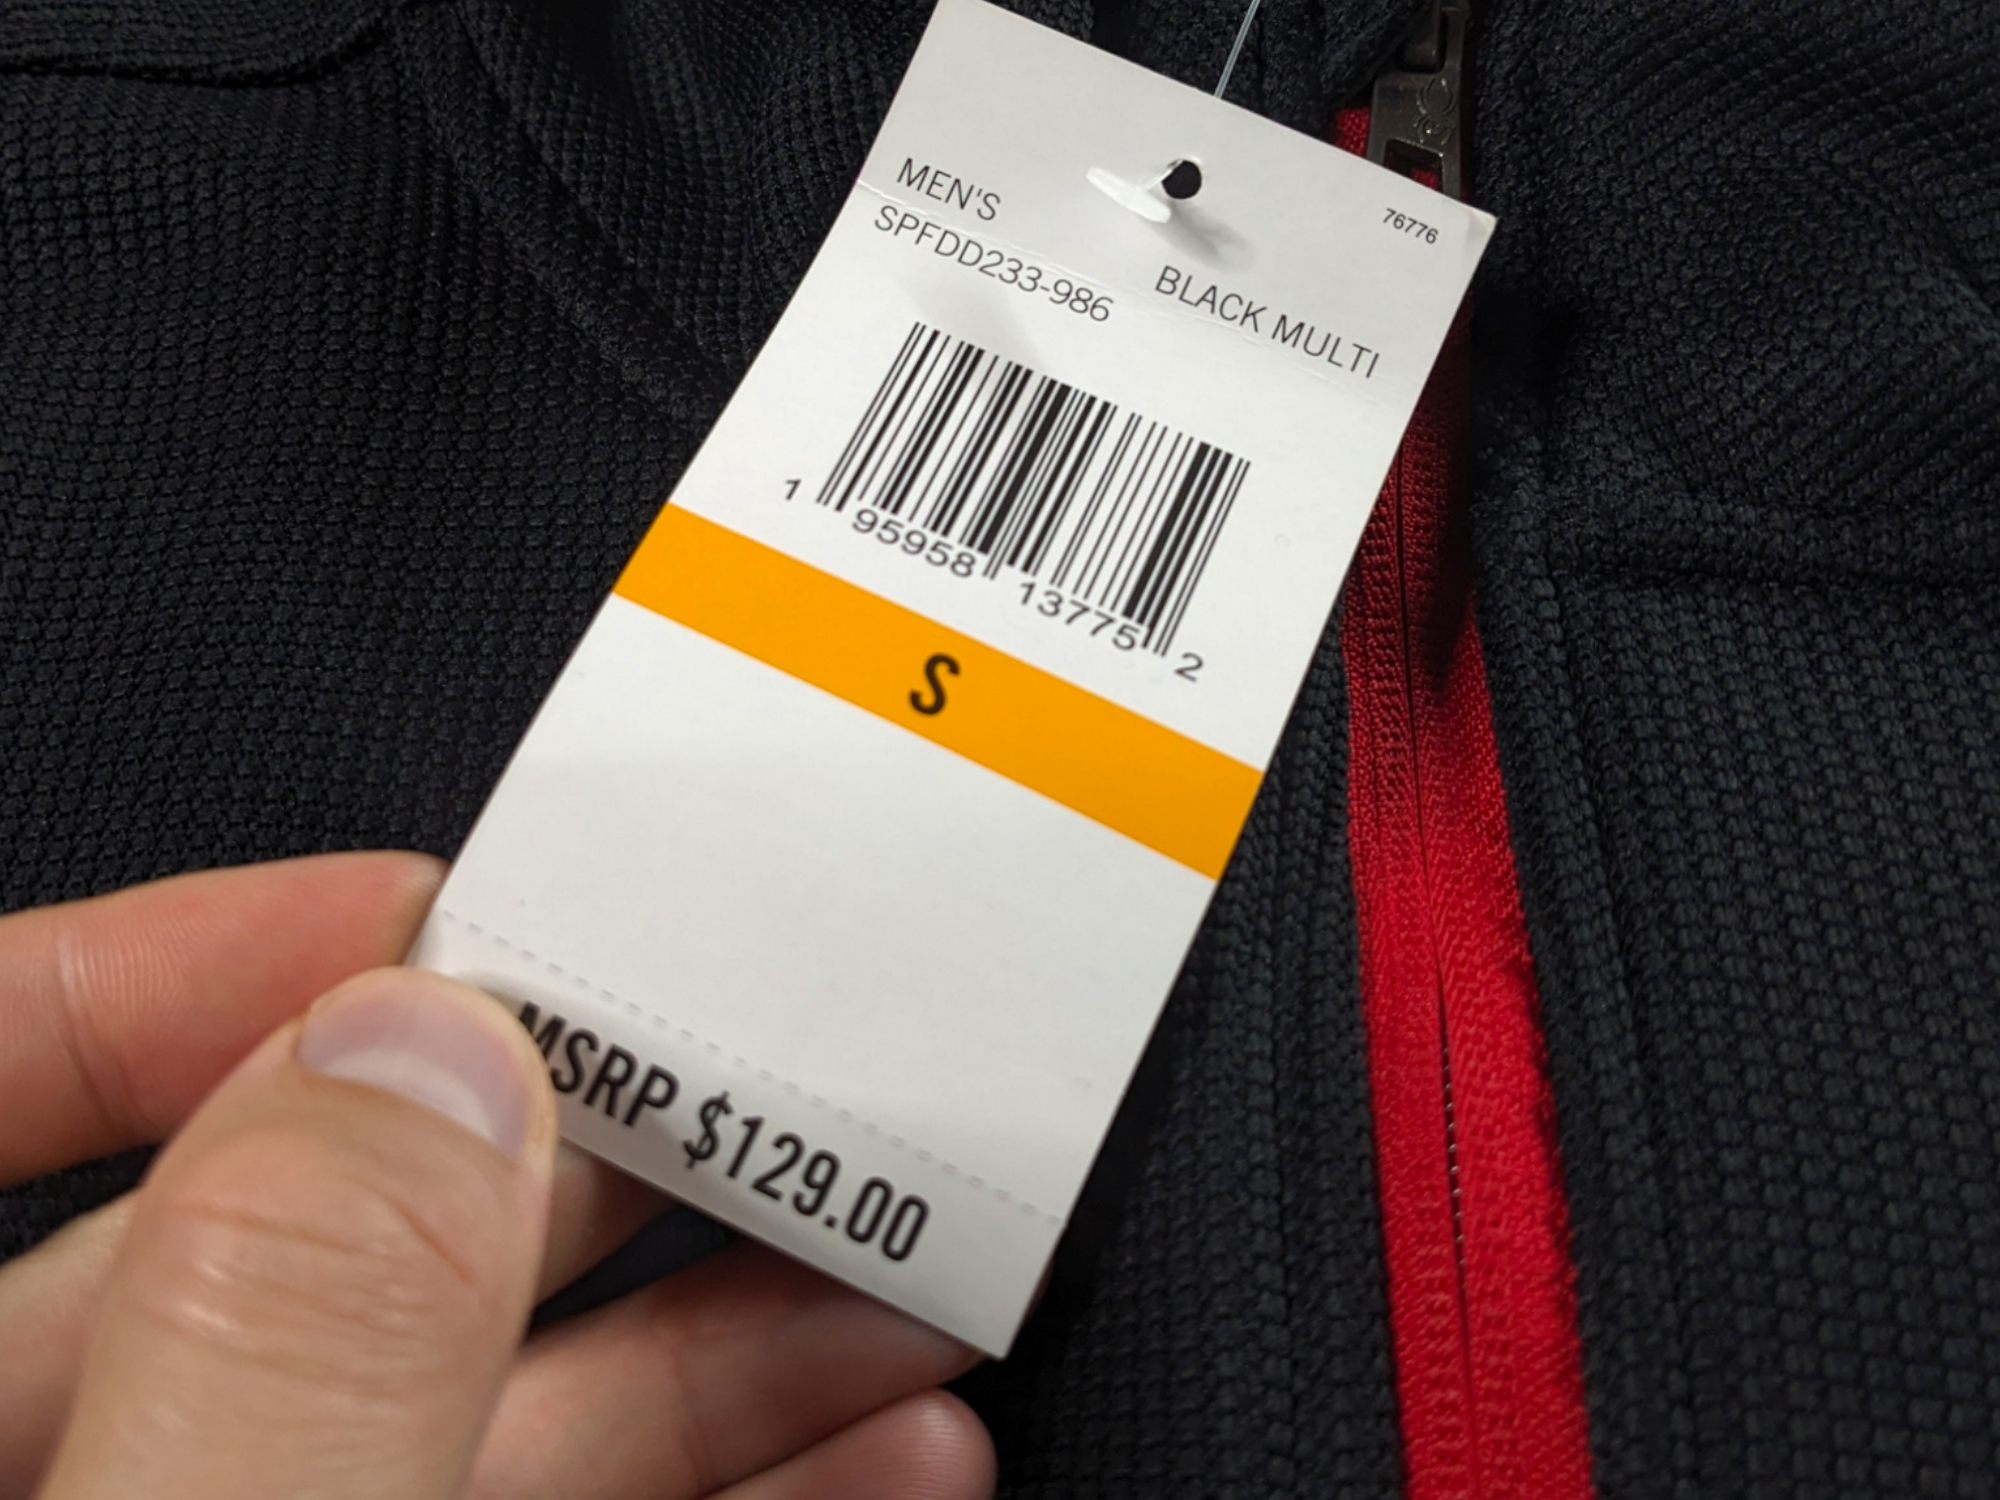 76776
MEN'S
SPFDD233-986
BLACK MULTI
1 95958 13775 2
S
MSRP $129.00